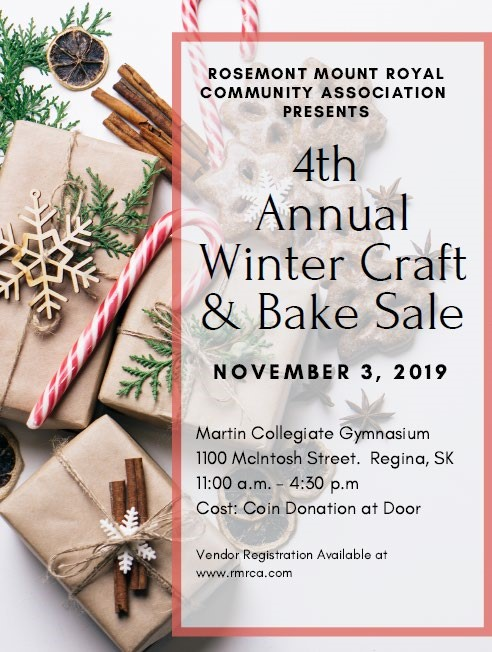 ROSEMONT MOUNT ROYAL
COMMUNITY ASSOCIATION
PRESENTS
4th
Annual
Winter Craft
& Bake Sale
NOVEMBER 3, 2019
Martin Collegiate Gymnasium
1100 McIntosh Street. Regina, SK
11:00 a.m. - 4:30 p.m
Cost: Coin Donation at Door
Vendor Registration Available at
www.rmrca.com